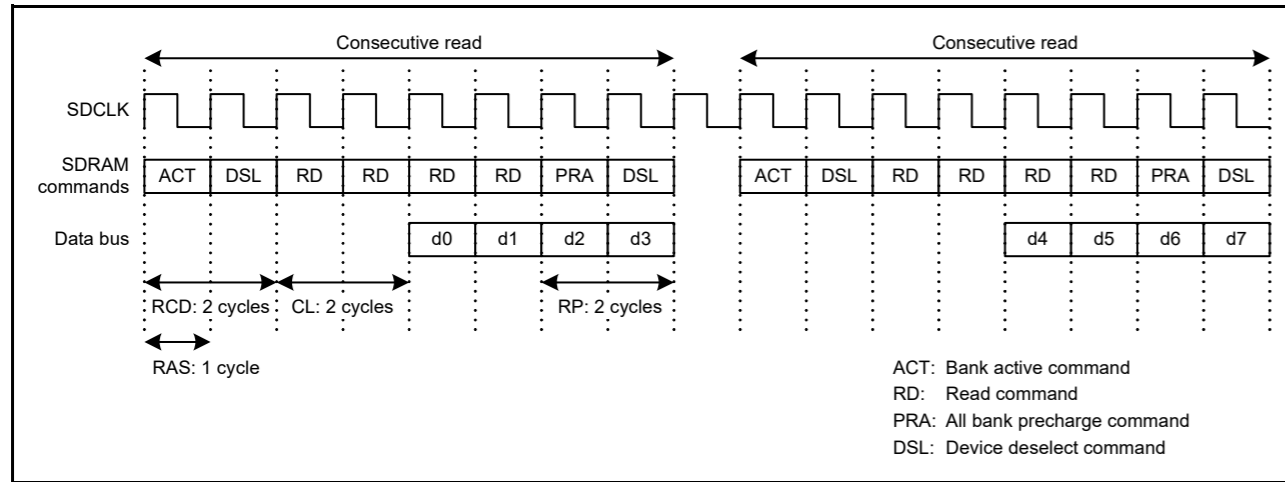 Consecutive read Consecutive read
SDCLK
SDRAM
commands
ACT DSL RD RD RD RD PRA DSL ACT DSL RD RD RD RD PRA DSL
Data bus d0 d1 d2 d3 d4 d5 d6 d7
RCD: 2 cycles CL: 2 cycles RP: 2 cycles
RAS: 1 cycle
ACT: Bank active command
RD: Read command
PRA: All bank precharge command
DSL: Device deselect command